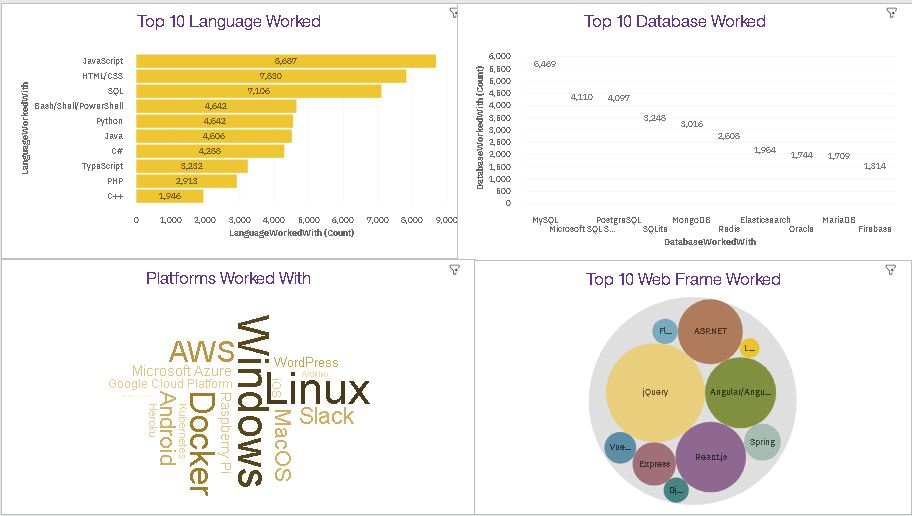 Top 10 Language Worked
LanguageWorkedWith
JavaScript
8,687
HTML/CSS
7,830
SQL
7,106
Bash/Shell/PowerShell
4,642
Python
4,642
Java
4,506
C#
4,288
TypeScript
3,232
PHP
2,913
C++
1,946
0 1,000 2,000 3,000 4,000 5,000 6,000 7,000 8,000 9,000
LanguageWorkedWith (Count)
Top 10 Database Worked
DatabaseWorkedWith (Count)
6,000
5,500
5,000
4,500
4,000
3,500
3,000
2,500
2,000
1,500
1,000
500
0
5,469
4,110
4,097
3,248
3,016
2,508
1,954
1,744
1,709
1,314
MySQL PostgreSQL MongoDB Elasticsearch MariaDB
Microsoft SQL S... SQLite Redis Oracle Firebase
DatabaseWorkedWith
Platforms Worked With
Windows
Linux
AWS
WordPress
Microsoft Azure
Arduino
Google Cloud Platform
iOS
Docker
Android
Kubernetes
Heroku
Raspberry Pi
MacOS
Slack
Top 10 Web Frame Worked
Fl...
ASP.NET
L...
jQuery
Angular/Angu...
Vue...
Express
React.js
Spring
Dj...